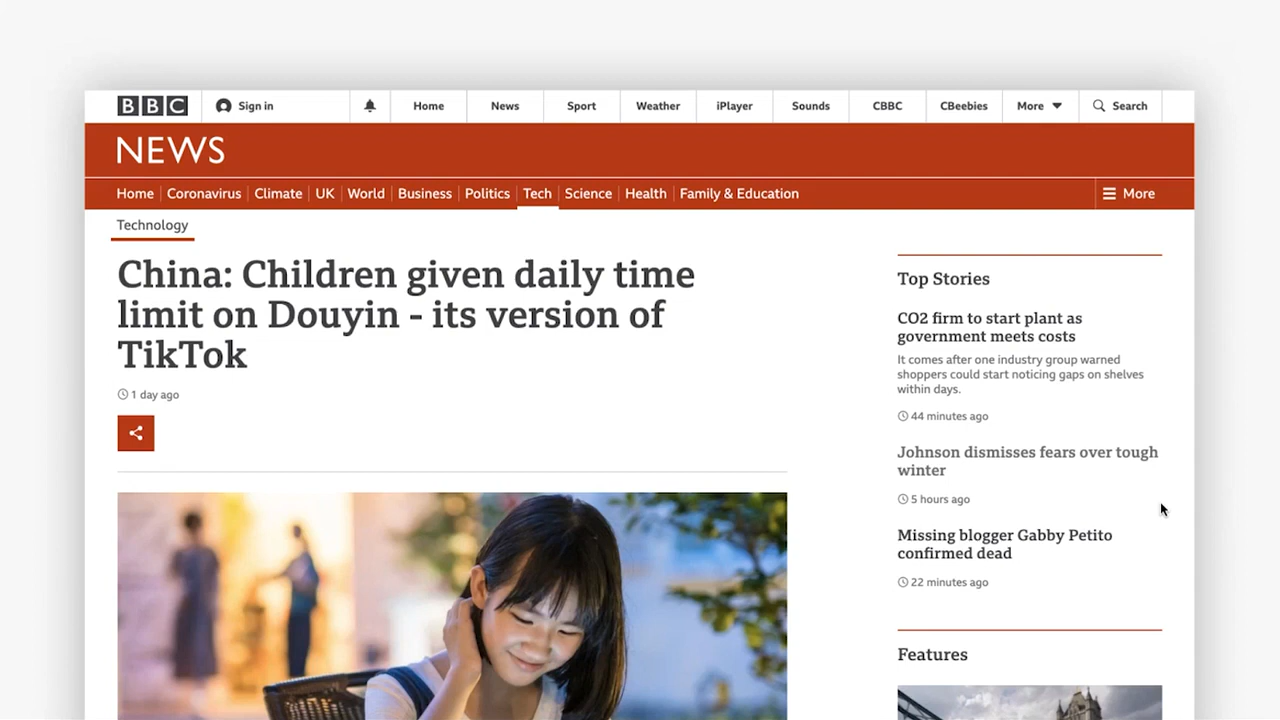 BBC Sign in Home News Sport Weather iPlayer Sounds CBBC CBeebies More Search
NEWS
Home Coronavirus Climate UK World Business Politics Tech Science Health Family & Education More
Technology
China: Children given daily time
limit on Douyin - its version of
TikTok
1 day ago
Top Stories
CO2 firm to start plant as
government meets costs
It comes after one industry group warned
shoppers could start noticing gaps on shelves
within days.
44 minutes ago
Johnson dismisses fears over tough
winter
5 hours ago
Missing blogger Gabby Petito
confirmed dead
22 minutes ago
Features